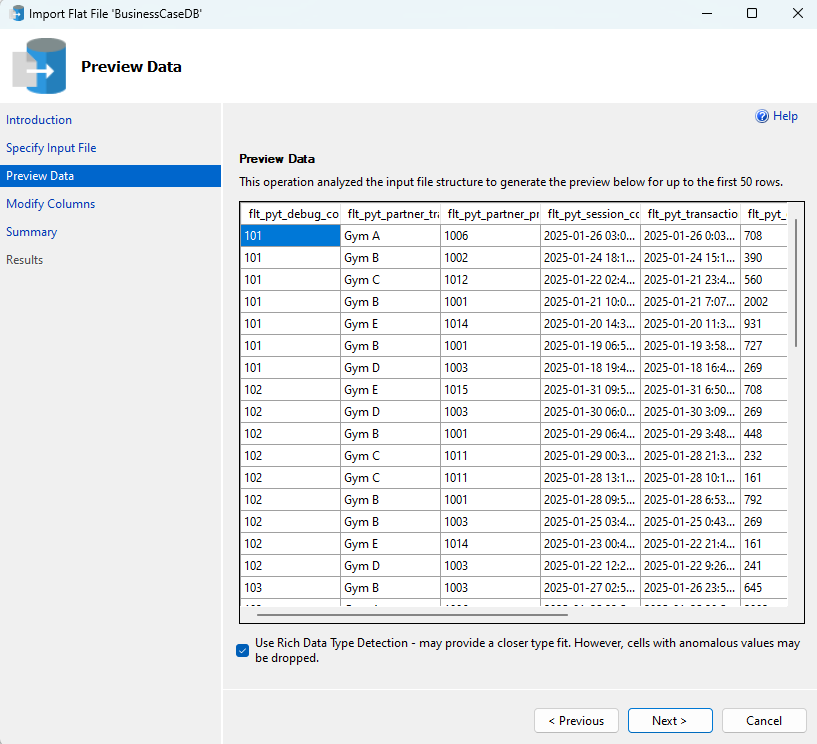 Import Flat File 'BusinessCaseDB'
Preview Data
Introduction
Specify Input File
Preview Data
Modify Columns
Summary
Results
Help
Preview Data
This operation analyzed the input file structure to generate the preview below for up to the first 50 rows.
flt_pyt_debug_co flt_pyt_partner_tra flt_pyt_partner_pr flt_pyt_session_cc flt_pyt_transactio flt_pyt_
101 Gym A 1006 2025-01-26 03:0... 2025-01-26 0:03... 708
101 Gym B 1002 2025-01-24 18:1... 2025-01-24 15:1... 390
101 Gym C 1012 2025-01-22 02:4... 2025-01-21 23:4... 560
101 Gym B 1001 2025-01-21 10:0... 2025-01-21 7:07... 2002
101 Gym E 1014 2025-01-20 14:3... 2025-01-20 11:3... 931
101 Gym B 1001 2025-01-19 06:5... 2025-01-19 3:58... 727
101 Gym D 1003 2025-01-18 19:4... 2025-01-18 16:4... 269
102 Gym E 1015 2025-01-31 09:5... 2025-01-31 6:50... 708
102 Gym D 1003 2025-01-30 06:0... 2025-01-30 3:09... 269
102 Gym B 1001 2025-01-29 06:4... 2025-01-29 3:48... 448
102 Gym C 1011 2025-01-29 00:3... 2025-01-28 21:3... 232
102 Gym C 1011 2025-01-28 13:1... 2025-01-28 10:1... 161
102 Gym B 1001 2025-01-28 09:5... 2025-01-28 6:53... 792
102 Gym B 1003 2025-01-25 03:4... 2025-01-25 0:43... 269
102 Gym E 1014 2025-01-23 00:4... 2025-01-22 21:4... 161
102 Gym D 1003 2025-01-22 12:2... 2025-01-22 9:26... 241
103 Gym B 1003 2025-01-27 02:5... 2025-01-26 23:5... 645
Use Rich Data Type Detection - may provide a closer type fit. However, cells with anomalous values may
be dropped.
< Previous
Next >
Cancel